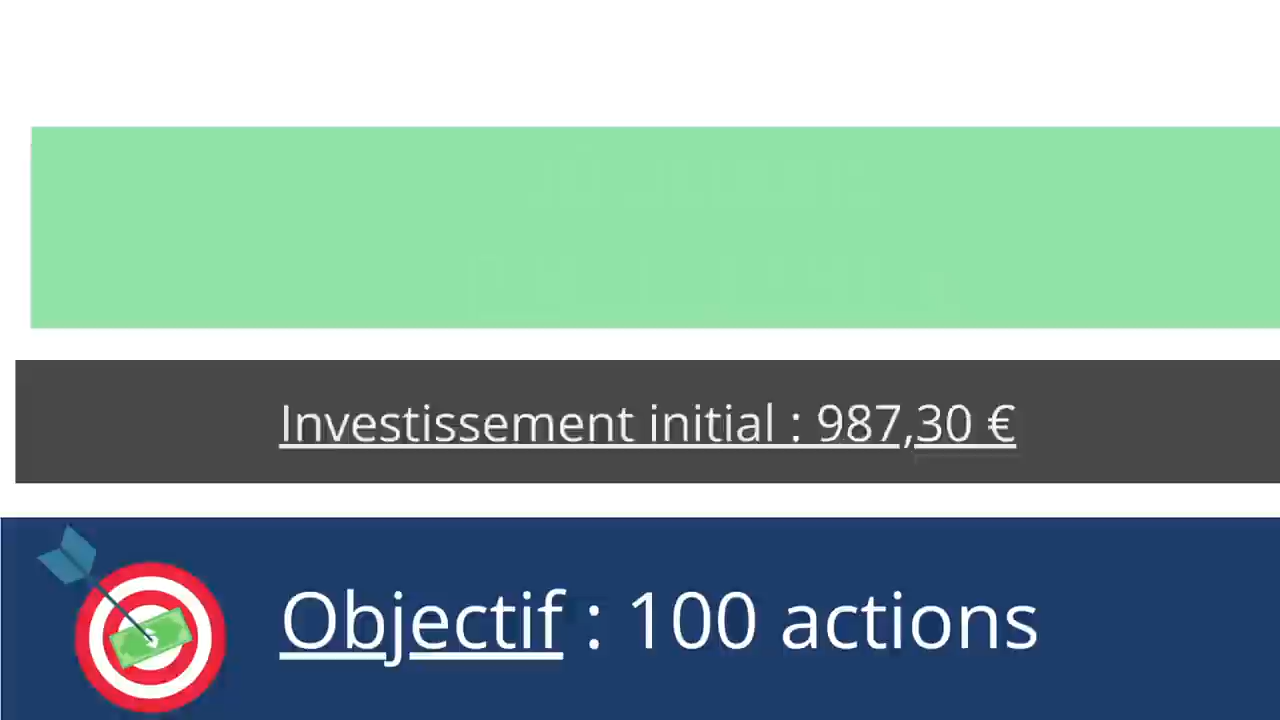 Investissement initial : 987,30 €
Objectif : 100 actions